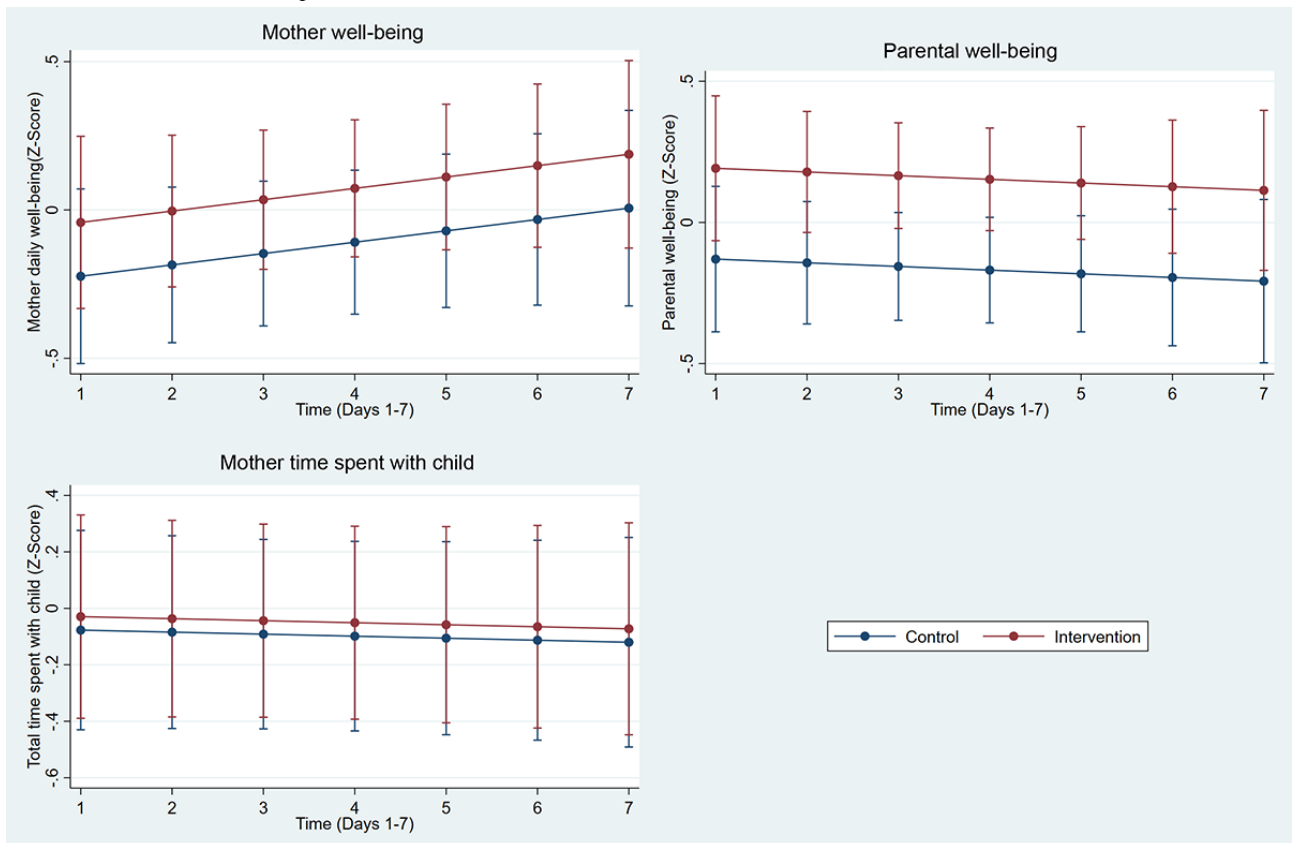 Mother well-being
Mother daily well-being(Z-Score)
.5
0
-.5
1 2 3 4 5 6 7
Time (Days 1-7)
Parental well-being
Parental well-being (Z-Score)
.5
0
-.5
1 2 3 4 5 6 7
Time (Days 1-7)
Mother time spent with child
Total time spent with child (Z-Score)
.4
.2
0
-.2
-.4
-.6
1 2 3 4 5 6 7
Time (Days 1-7)
Control Intervention